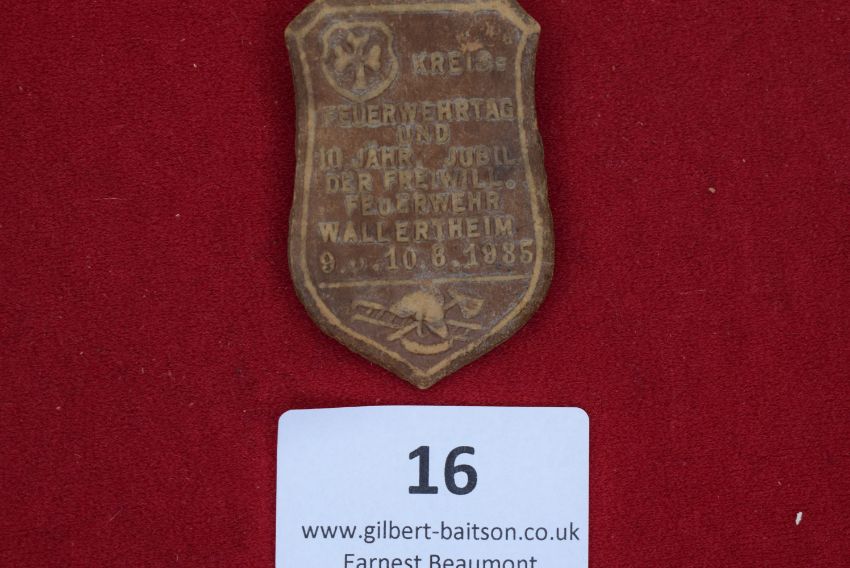 KREIS=
FEUERWEHRTAG
UND
10 JÄHR. JUBIL.
DER FREIWILL.
FEUERWEHR
WALLERTHEIM
9. 10.6.1935
16
www.gilbert-baitson.co.uk
Earnest Beaumont